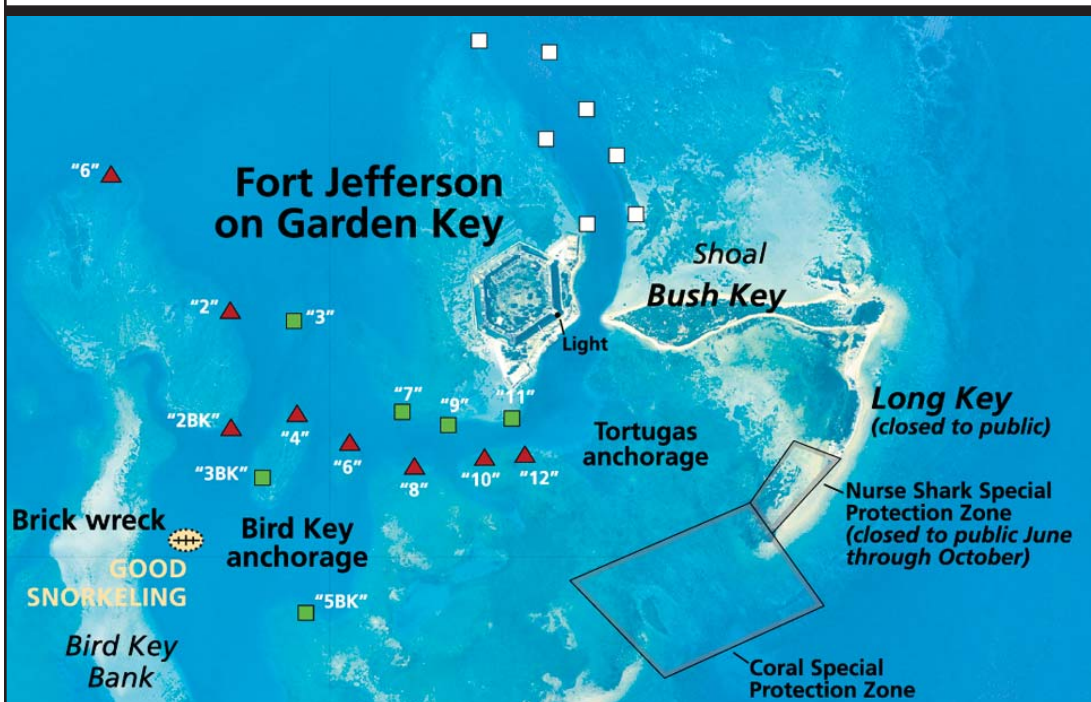 "6"
Fort Jefferson
on Garden Key
Shoal
Bush Key
"2"
"3"
Light
"7"
"9"
"11"
"2BK"
"4"
"6"
"8"
"10"
"12"
Tortugas
anchorage
Long Key
(closed to public)
"3BK"
Nurse Shark Special
Protection Zone
(closed to public June
through October)
Brick wreck
GOOD
SNORKELING
Bird Key
anchorage
"5BK"
Bird Key
Bank
Coral Special
Protection Zone